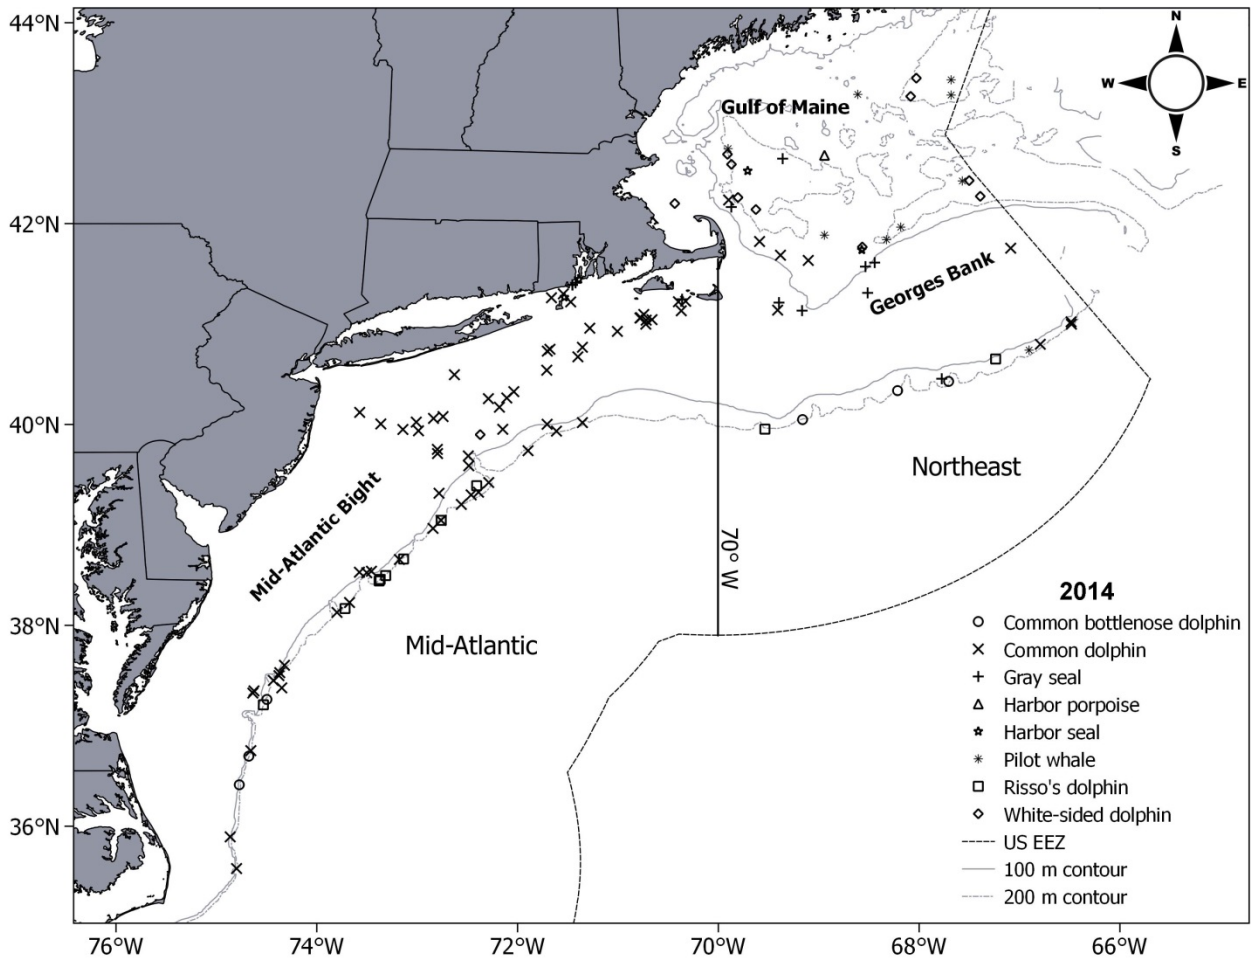 44°N
42°N
40°N
38°N
36°N
76°W
74°W
72°W
70°W
68°W
66°W
N
W
E
S
Gulf of Maine
Georges Bank
Northeast
Mid-Atlantic Bight
70° W
Mid-Atlantic
2014
Common bottlenose dolphin
Common dolphin
Gray seal
Harbor porpoise
Harbor seal
Pilot whale
Risso's dolphin
White-sided dolphin
US EEZ
100 m contour
200 m contour